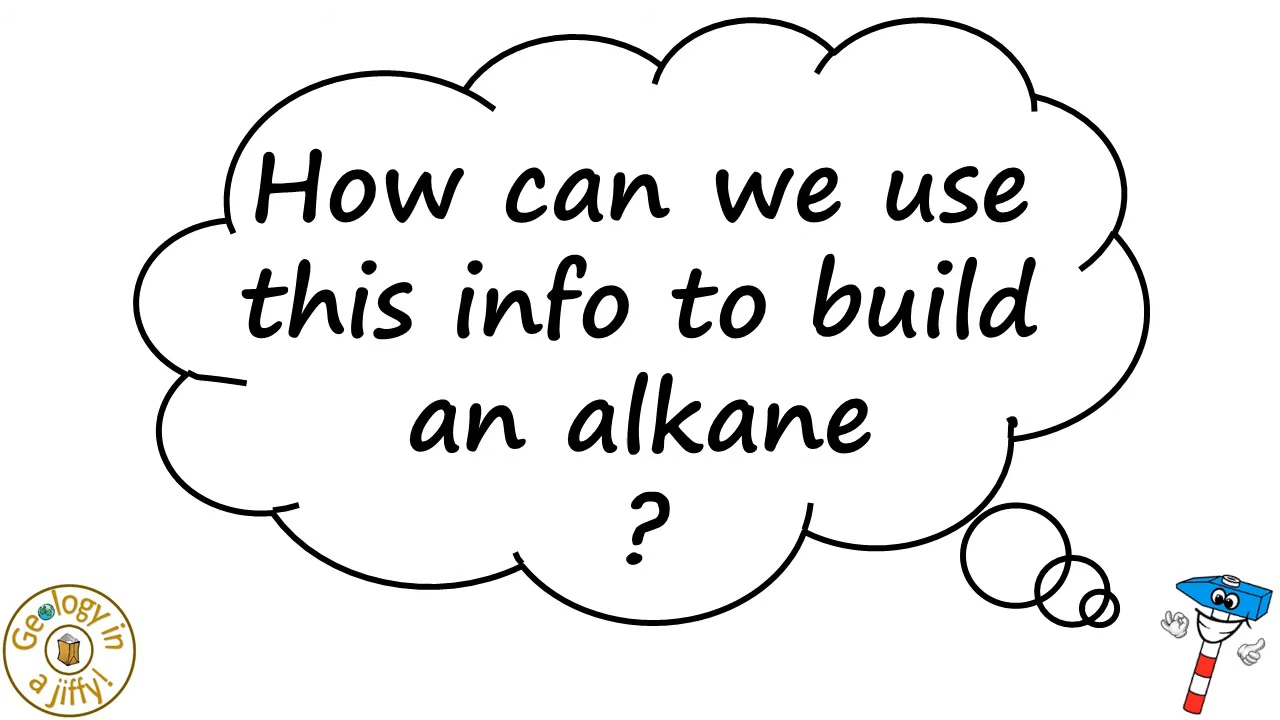 How can we use
this info to build
an alkane
?
Geology in
a jiffy!